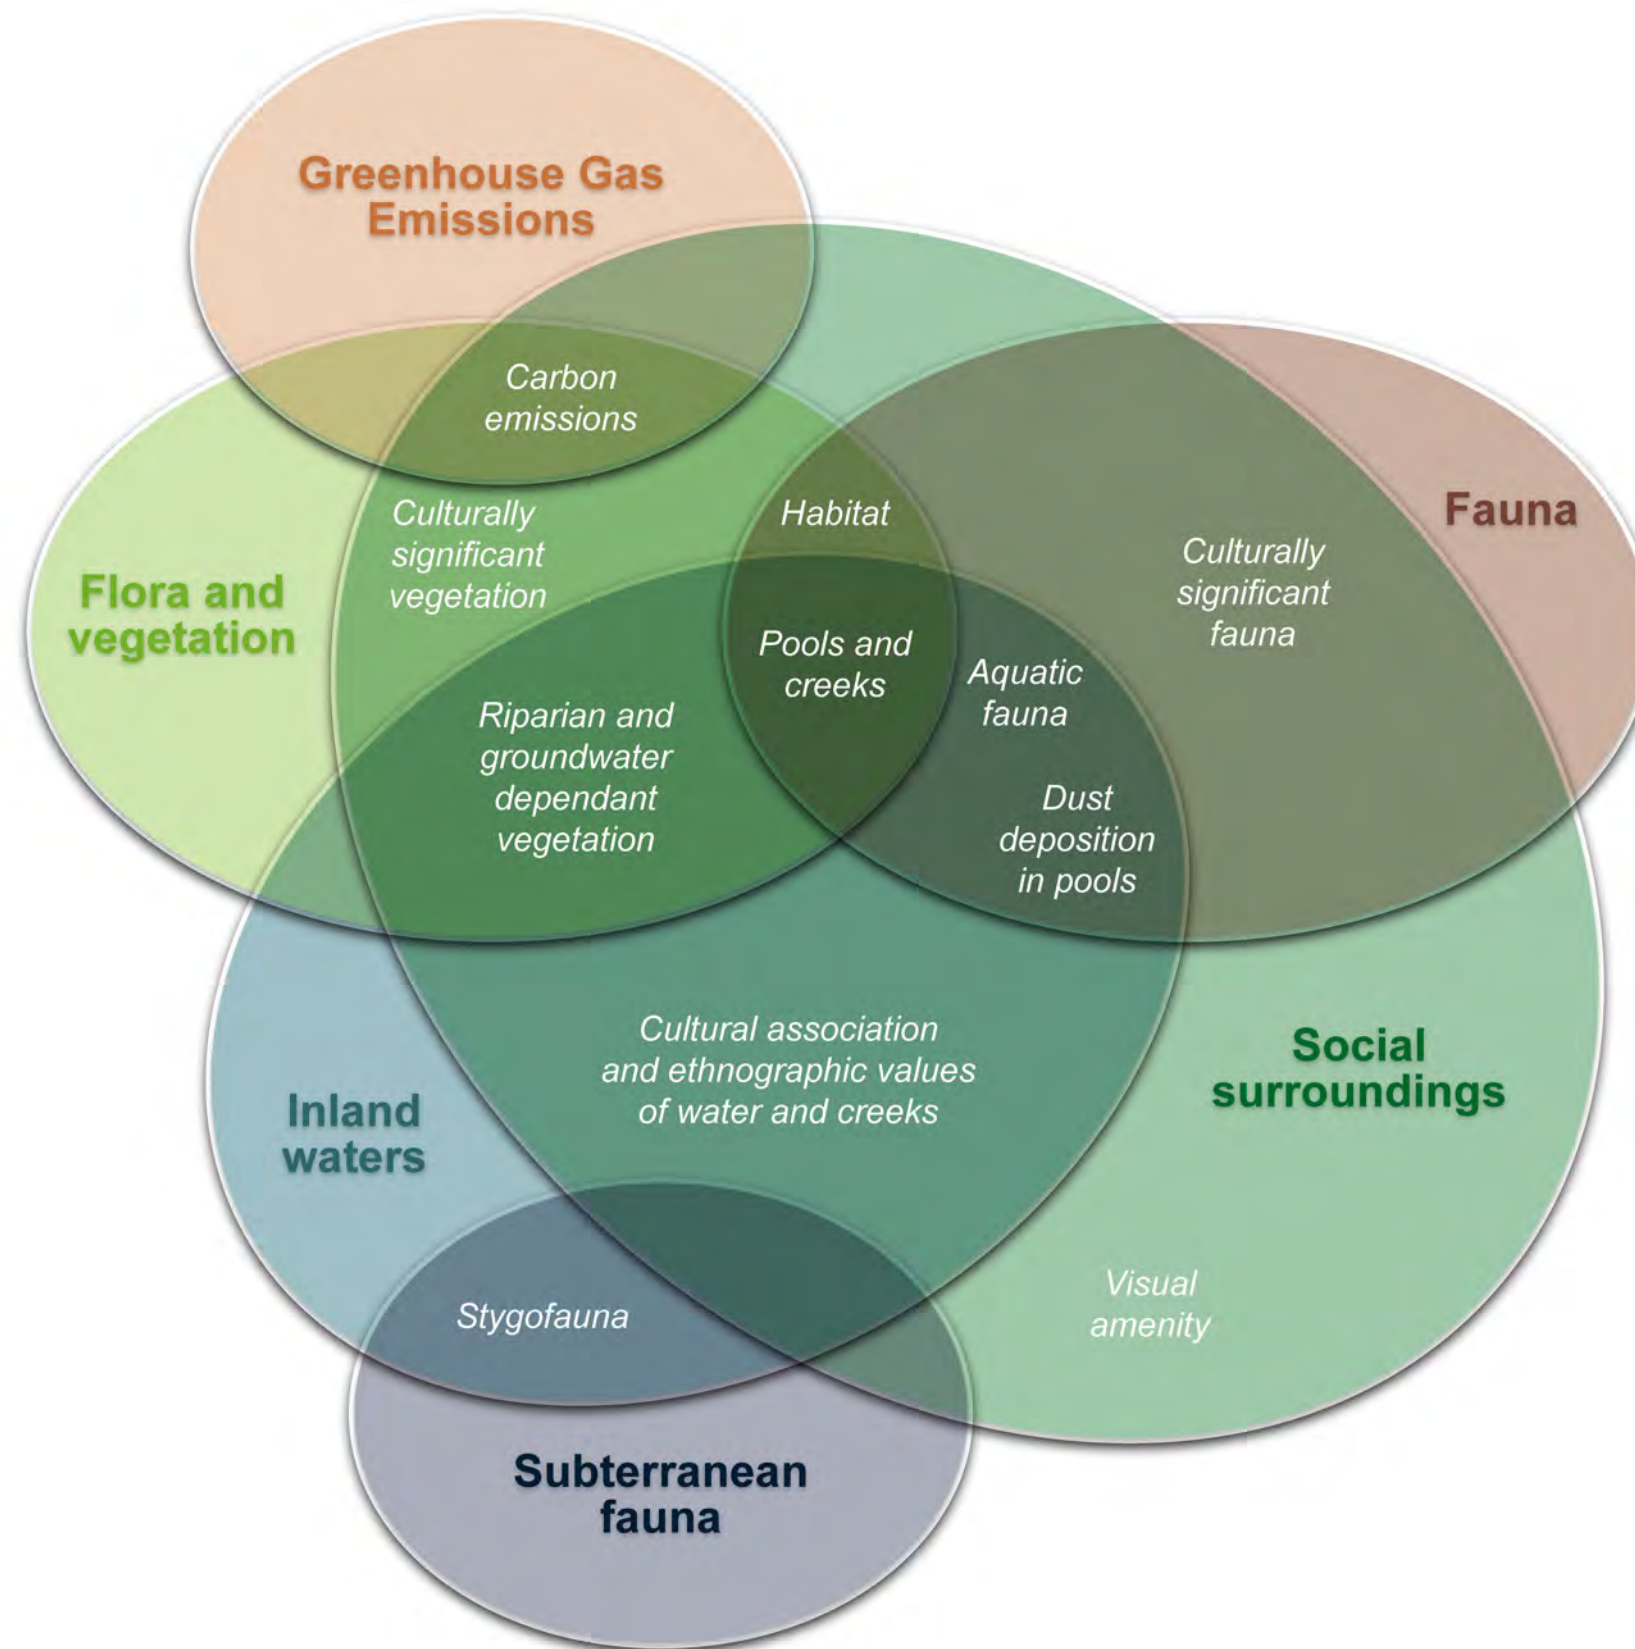 Greenhouse Gas
Emissions
Carbon
emissions
Culturally
significant
vegetation
Habitat
Fauna
Culturally
significant
fauna
Flora and
vegetation
Pools and
creeks
Aquatic
fauna
Riparian and
groundwater
dependant
vegetation
Dust
deposition
in pools
Cultural association
and ethnographic values
of water and creeks
Social
surroundings
Inland
waters
Visual
amenity
Stygofauna
Subterranean
fauna